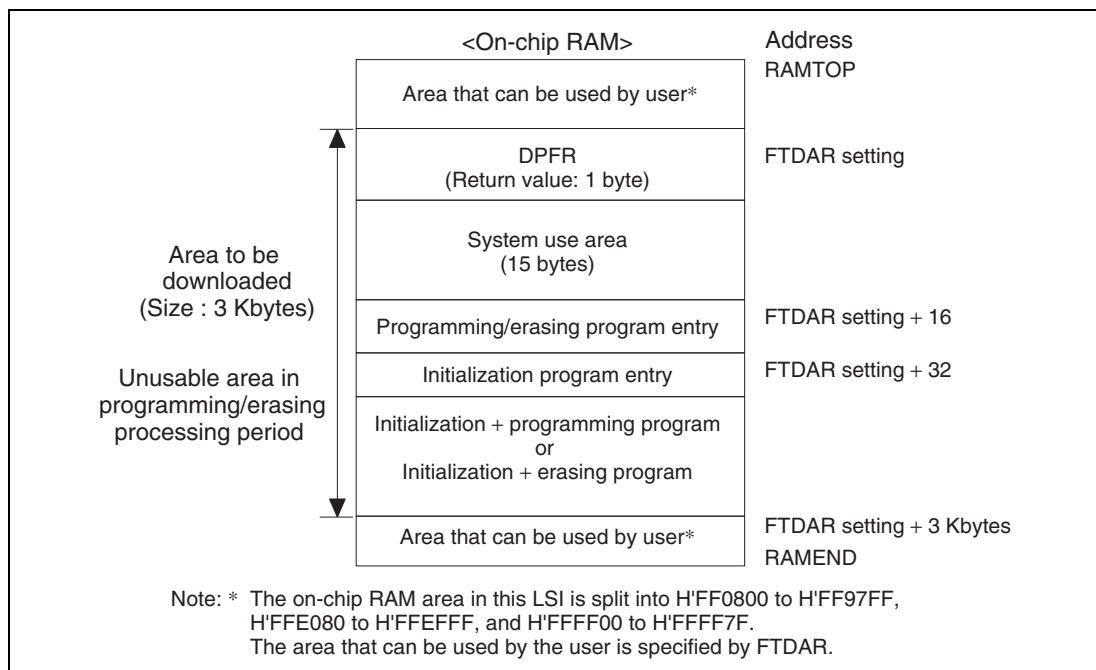 <On-chip RAM>
Address
RAMTOP
Area that can be used by user*
DPFR
(Return value: 1 byte)
FTDAR setting
System use area
(15 bytes)
Area to be
downloaded
(Size : 3 Kbytes)
Programming/erasing program entry
FTDAR setting + 16
Initialization program entry
FTDAR setting + 32
Unusable area in
programming/erasing
processing period
Initialization + programming program
or
Initialization + erasing program
Area that can be used by user*
FTDAR setting + 3 Kbytes
RAMEND
Note: * The on-chip RAM area in this LSI is split into H'FF0800 to H'FF97FF,
H'FFE080 to H'FFEFFF, and H'FFFF00 to H'FFFF7F.
The area that can be used by the user is specified by FTDAR.